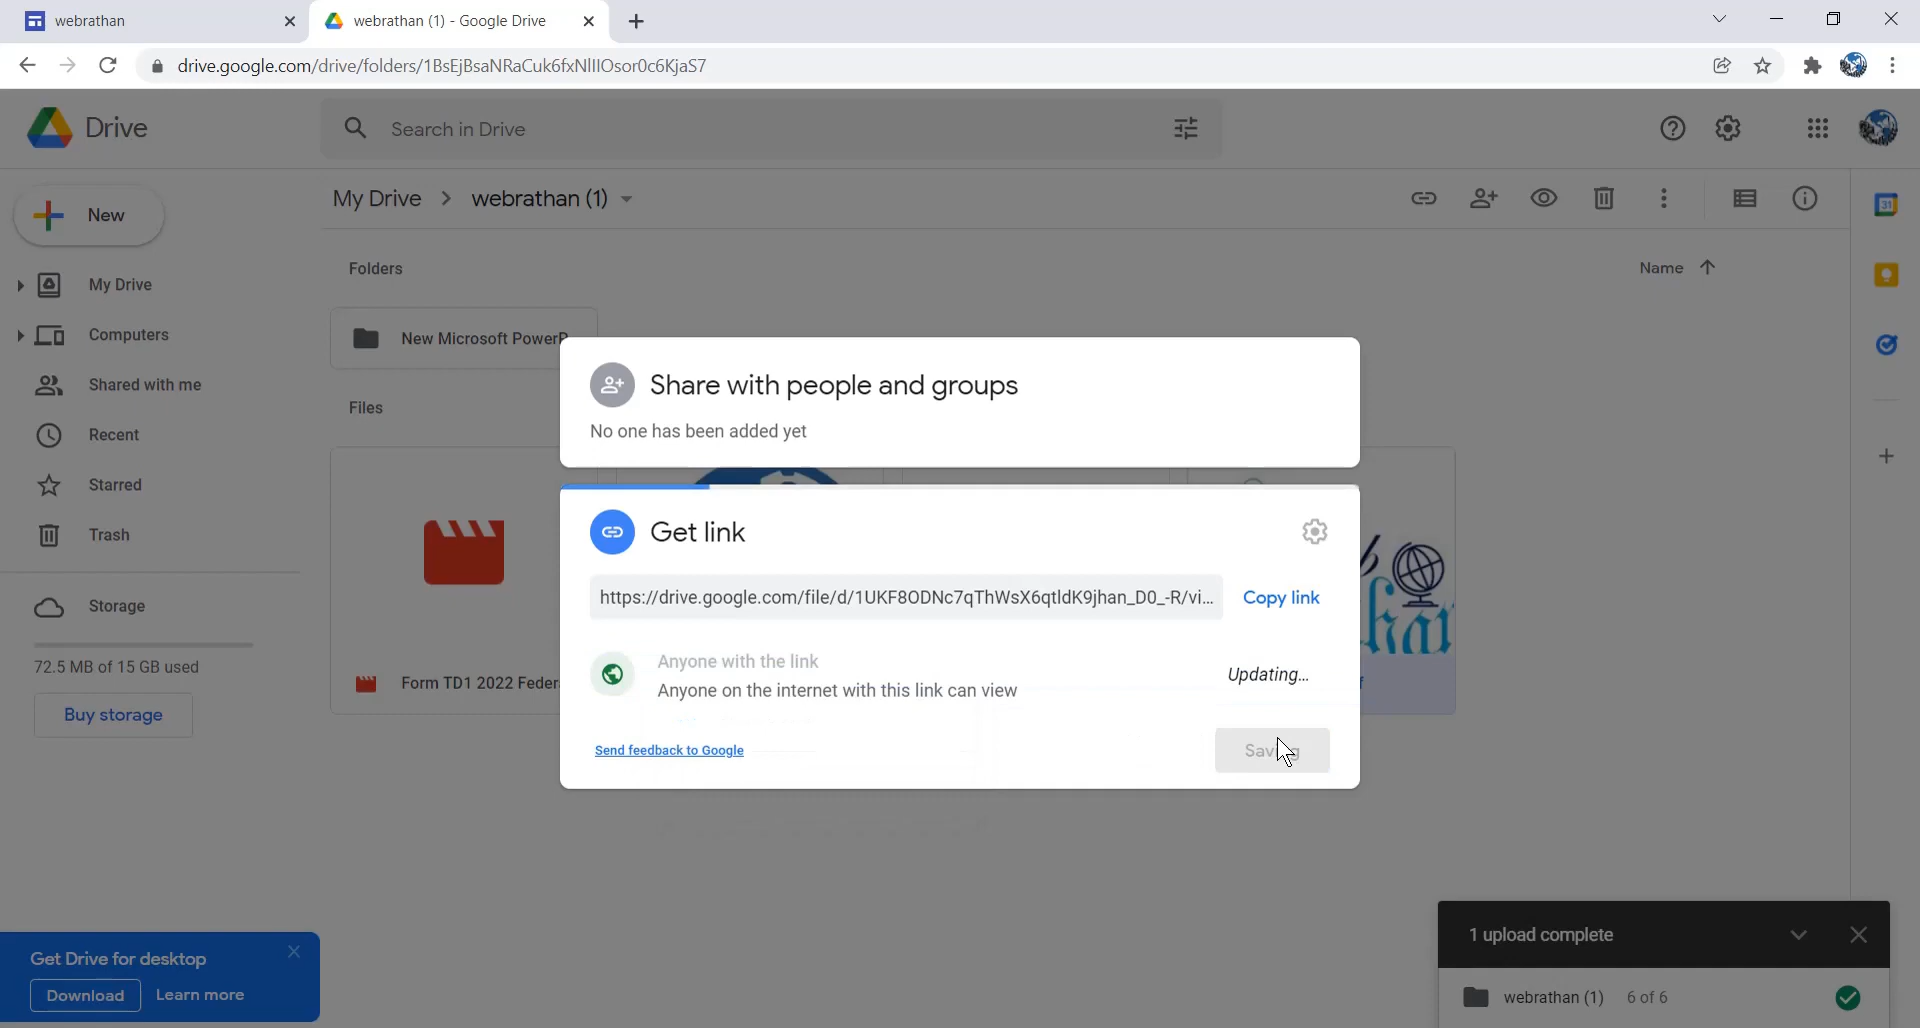 webrathan
webrathan (1) - Google Drive
drive.google.com/drive/folders/1BsEjBsaNRaCuk6fxNlIIOsor0c6KjaS7
Drive
Search in Drive
New
My Drive
webrathan (1)
31
My Drive
Computers
Shared with me
Recent
Starred
Trash
Storage
72.5 MB of 15 GB used
Buy storage
Folders
Name
New Microsoft PowerP
Files
Form TD1 2022 Feder
Share with people and groups
No one has been added yet
Get link
https://drive.google.com/file/d/1UKF8ODNc7qThWsX6qtldK9jhan_D0_-R/vi...
Copy link
Anyone with the link
Anyone on the internet with this link can view
Updating...
Send feedback to Google
Saving
Get Drive for desktop
Download
Learn more
1 upload complete
webrathan (1)
6 of 6